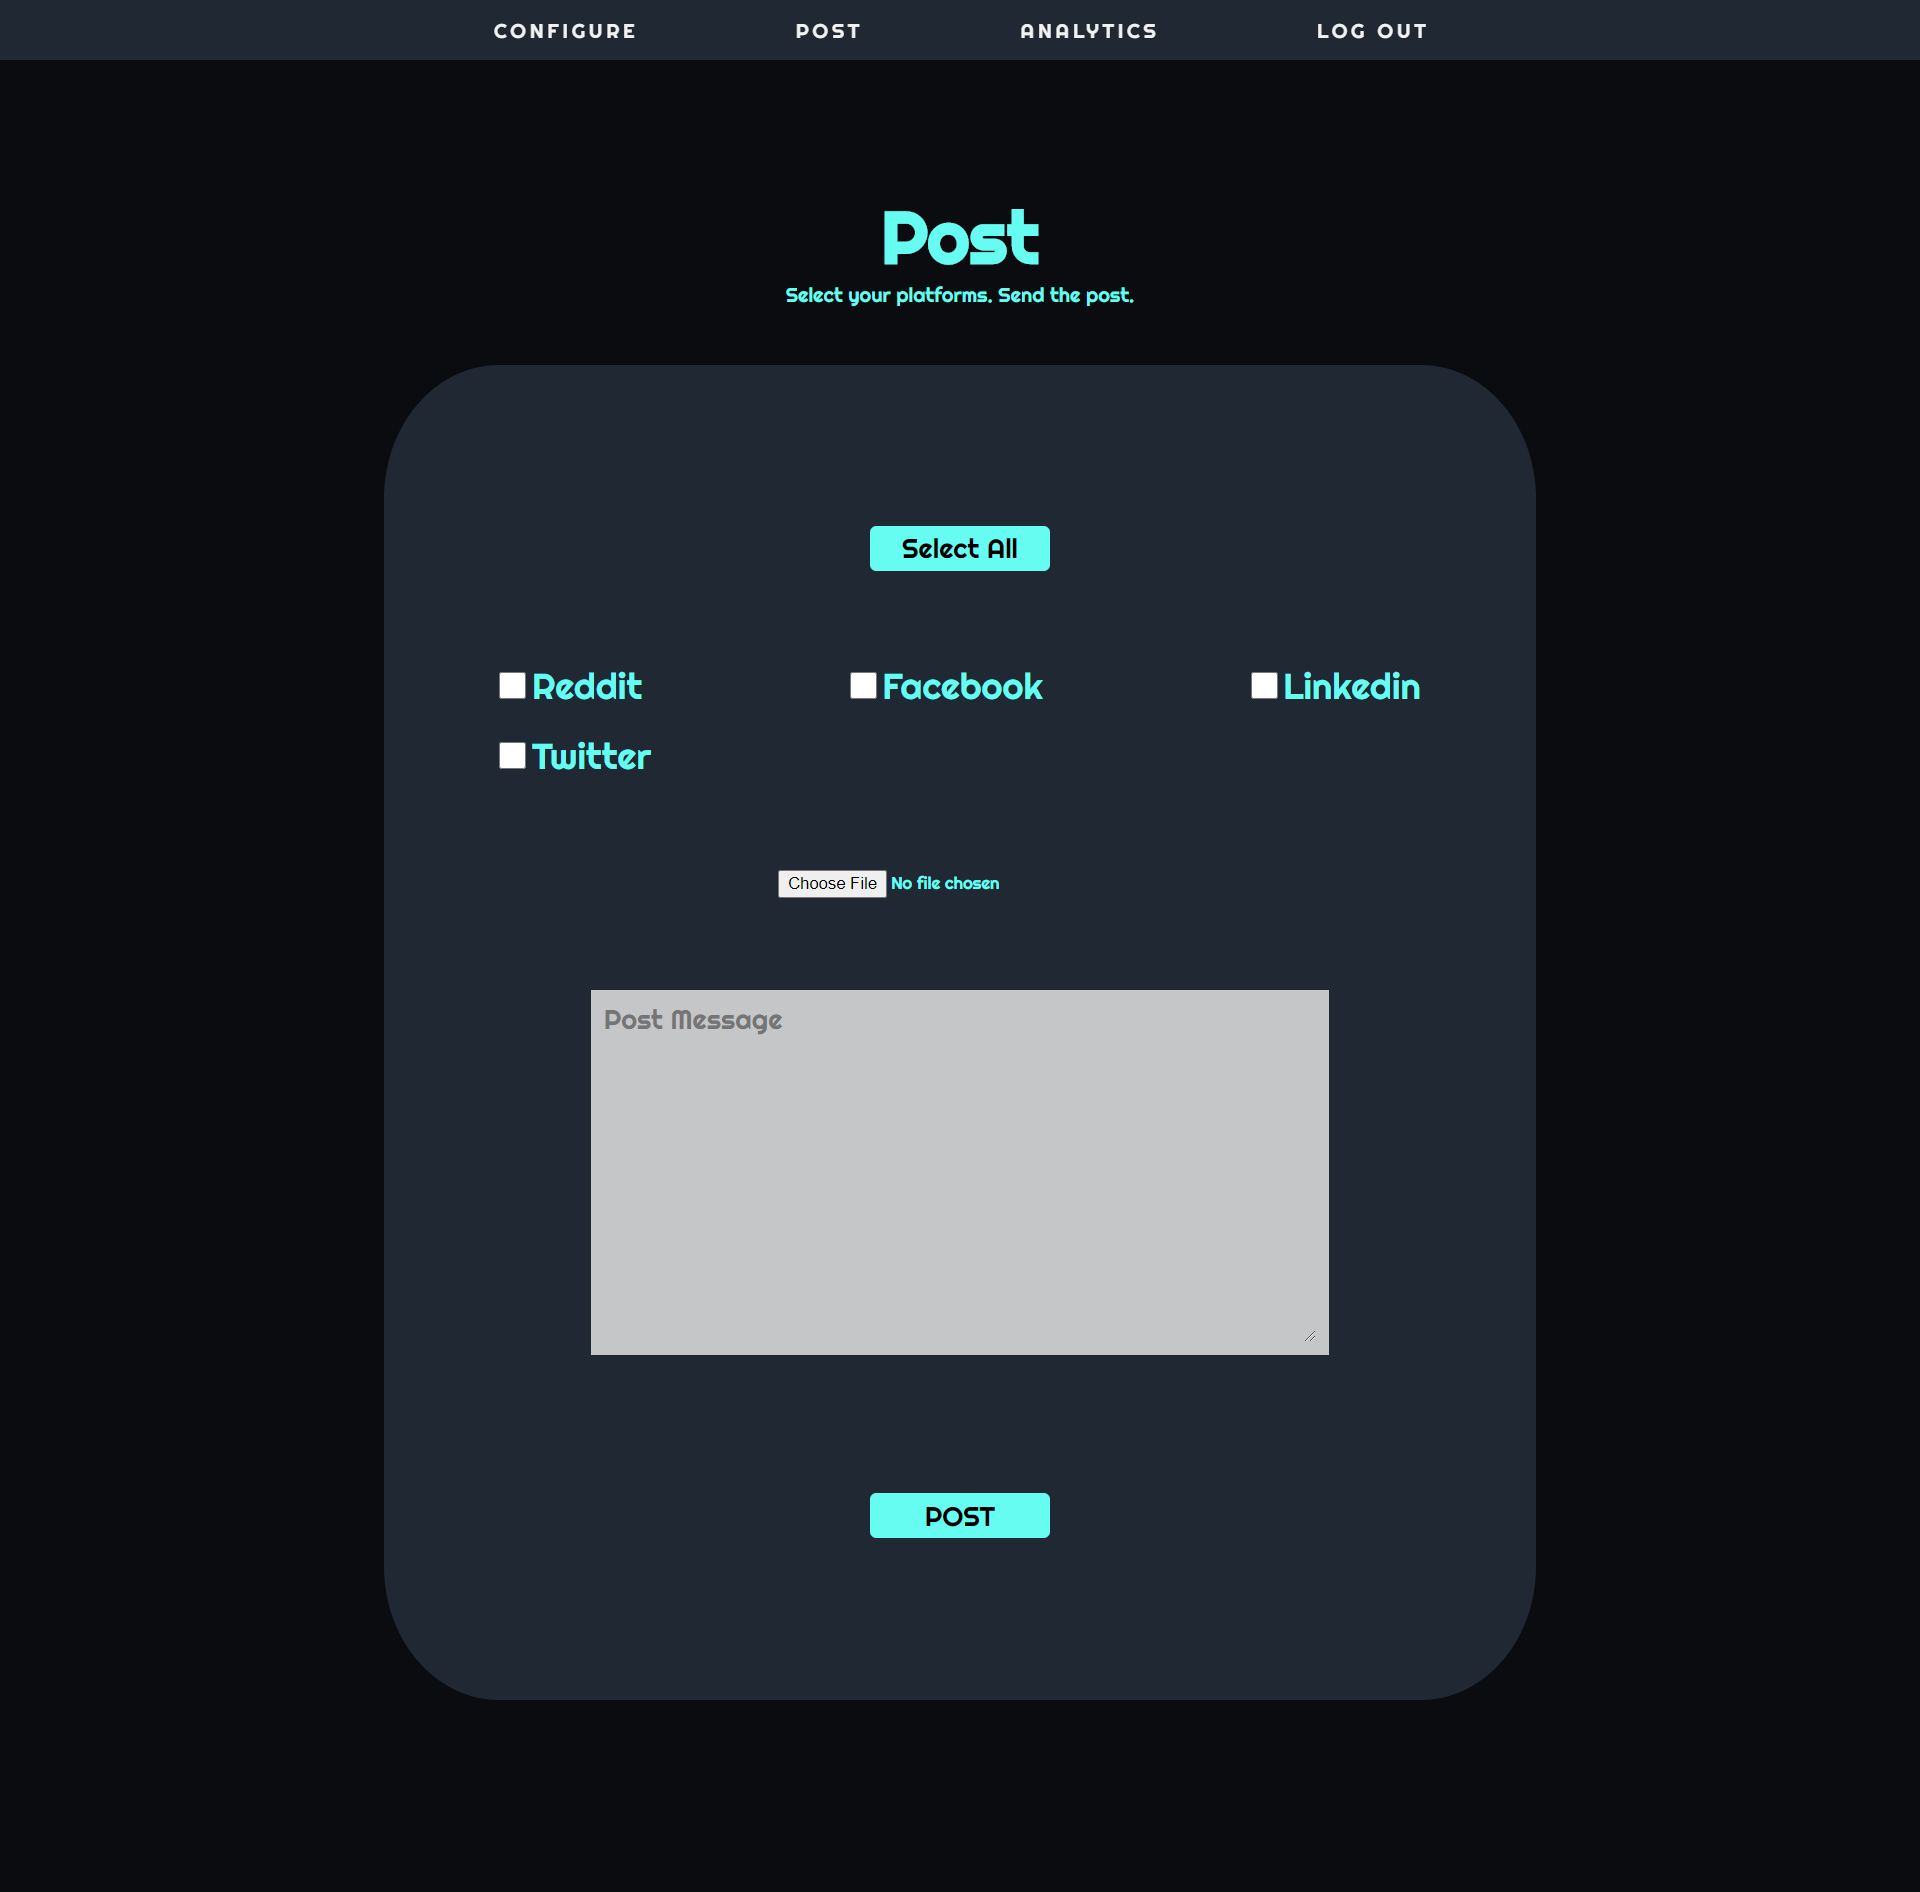 CONFIGURE POST ANALYTICS LOG OUT
Post
Select your platforms. Send the post.
Select All
Reddit Facebook Linkedin
Twitter
Choose File No file chosen
Post Message
POST